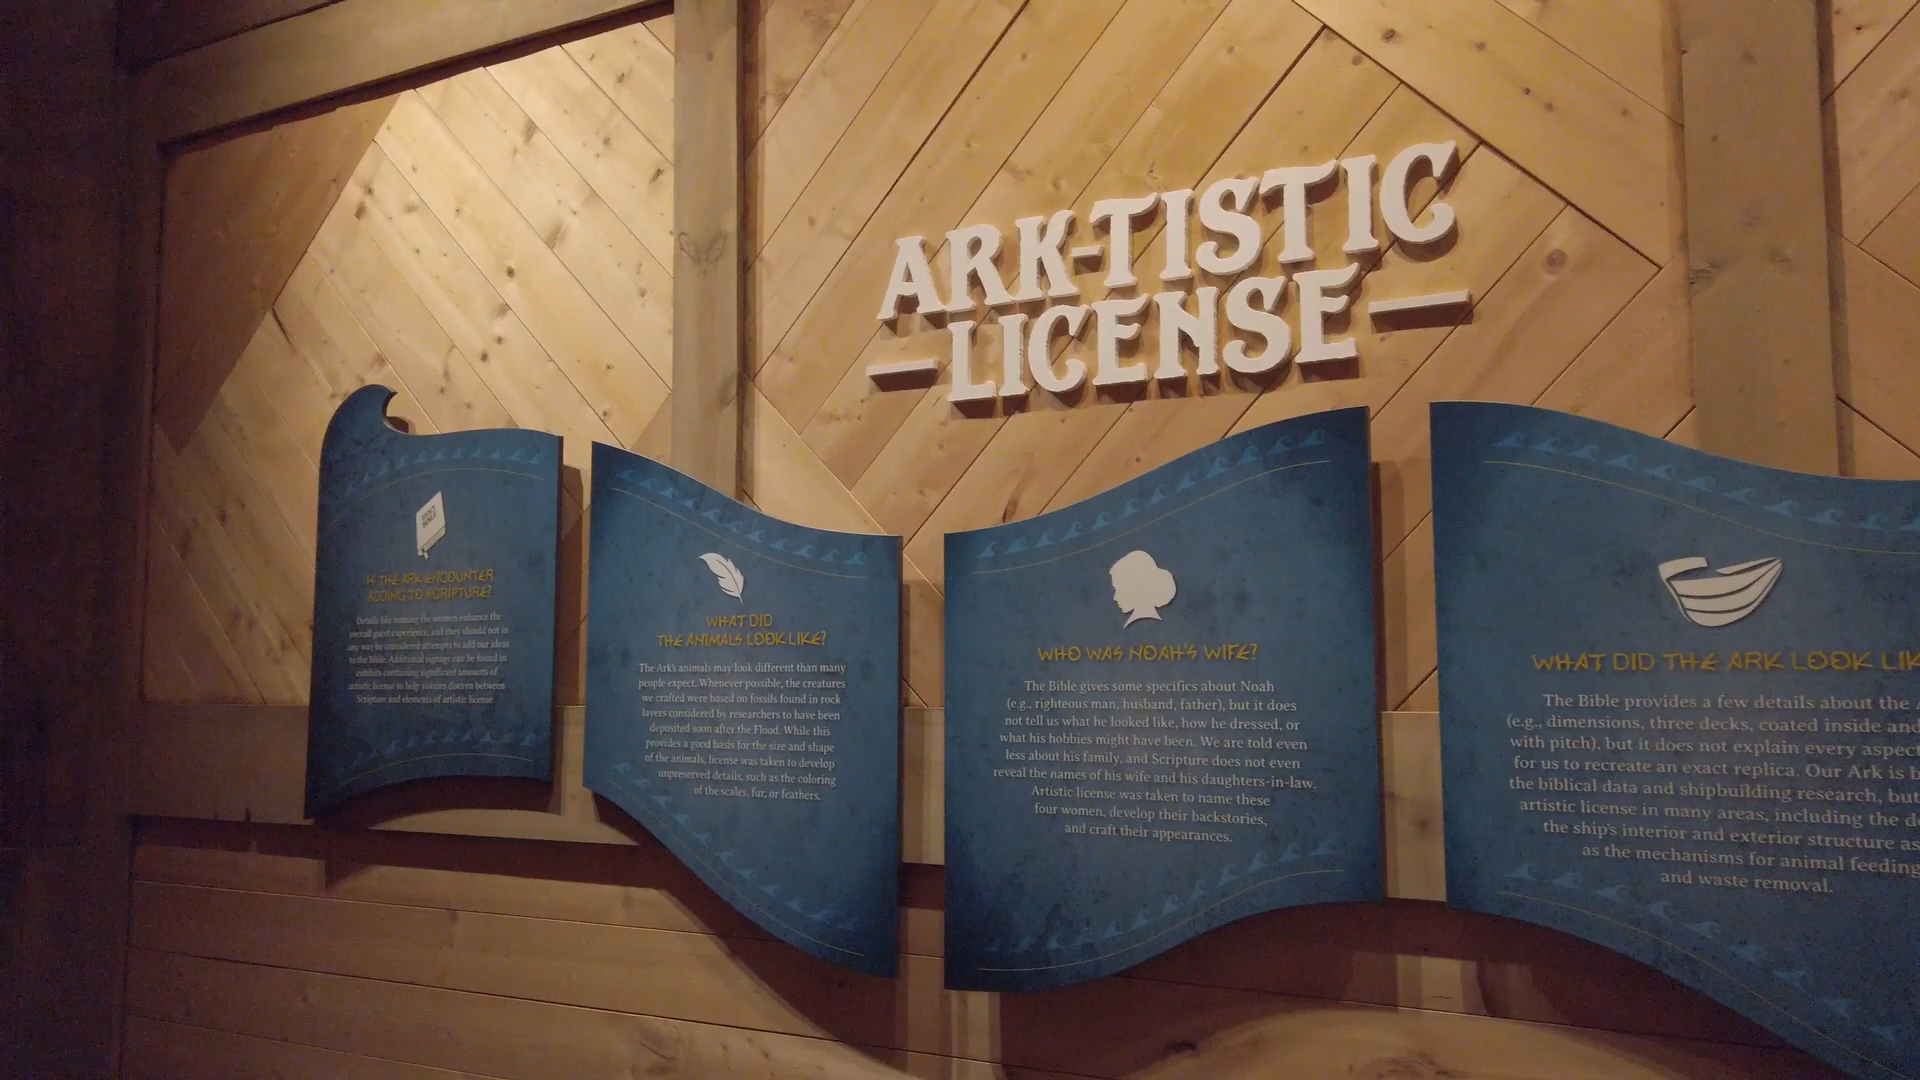 ARK-TISTIC
LICENSE
HOLY
BIBLE
IS THE ARK ENCOUNTER
ADDING TO SCRIPTURE?
Details like naming the women enhance the
overall guest experience, and they should not in
any way be considered attempts to add our ideas
to the Bible. Additional signage can be found in
exhibits containing significant amounts of
artistic license to help visitors discern between
Scripture and elements of artistic license.
WHAT DID
THE ANIMALS LOOK LIKE?
The Ark's animals may look different than many
people expect. Whenever possible, the creatures
we crafted were based on fossils found in rock
layers considered by researchers to have been
deposited soon after the Flood. While this
provides a good basis for the size and shape
of the animals, license was taken to develop
unpreserved details, such as the coloring
of the scales, fur, or feathers.
WHO WAS NOAH'S WIFE?
The Bible gives some specifics about Noah
(e.g., righteous man, husband, father), but it does
not tell us what he looked like, how he dressed, or
what his hobbies might have been. We are told even
less about his family, and Scripture does not even
reveal the names of his wife and his daughters-in-law.
Artistic license was taken to name these
four women, develop their backstories,
and craft their appearances.
WHAT DID THE ARK LOOK LIK
The Bible provides a few details about the
(e.g., dimensions, three decks, coated inside and
with pitch), but it does not explain every aspect
for us to recreate an exact replica. Our Ark is b
the biblical data and shipbuilding research, but
artistic license in many areas, including the de
the ship's interior and exterior structure as
as the mechanisms for animal feeding
and waste removal.